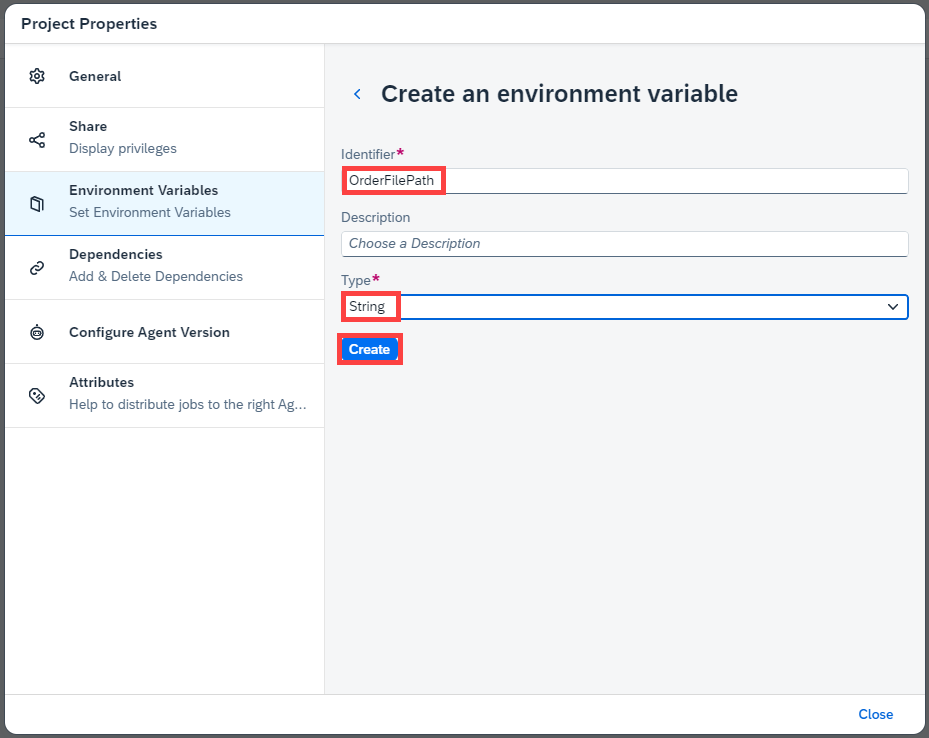 Project Properties
General
Share
Display privileges
Environment Variables
Set Environment Variables
Dependencies
Add & Delete Dependencies
Configure Agent Version
Attributes
Help to distribute jobs to the right Ag...
Create an environment variable
Identifier*
OrderFilePath
Description
Choose a Description
Type*
String
Create
Close